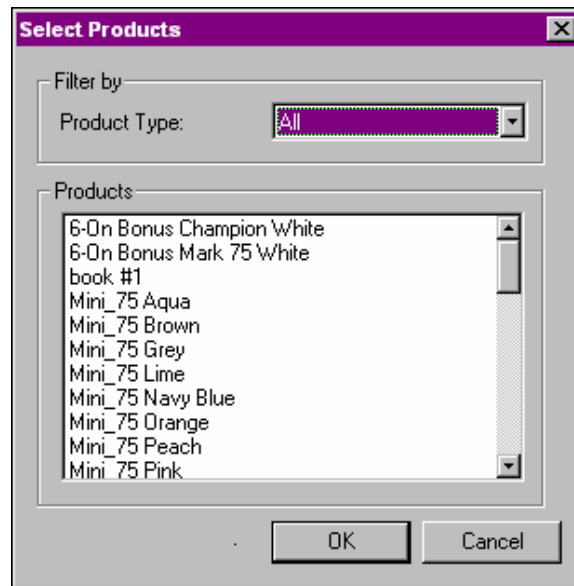 Select Products
Filter by
Product Type: All
Products
6-On Bonus Champion White
6-On Bonus Mark 75 White
book #1
Mini_75 Aqua
Mini_75 Brown
Mini_75 Grey
Mini_75 Lime
Mini_75 Navy Blue
Mini_75 Orange
Mini_75 Peach
Mini_75 Pink
OK Cancel